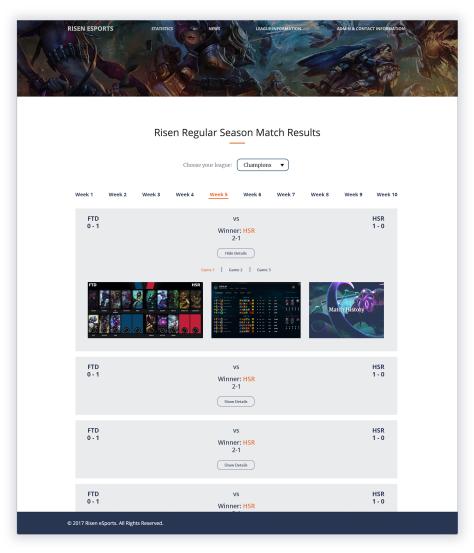 RISEN ESPORTS STATISTICS NEWS LEAGUE INFORMATION ADMIN & CONTACT INFORMATION
Risen Regular Season Match Results
Choose your league: Champions
Week 1 Week 2 Week 3 Week 4 Week 5 Week 6 Week 7 Week 8 Week 9 Week 10
FTD vs HSR
0 - 1 1 - 0
Winner: HSR
2-1
Hide Details
Game 1 | Game 2 | Game 3
FTD HSR
Match History
FTD vs HSR
0 - 1 1 - 0
Winner: HSR
2-1
Show Details
FTD vs HSR
0 - 1 1 - 0
Winner: HSR
2-1
Show Details
FTD vs HSR
0 - 1 1 - 0
Winner: HSR
© 2017 Risen eSports. All Rights Reserved.